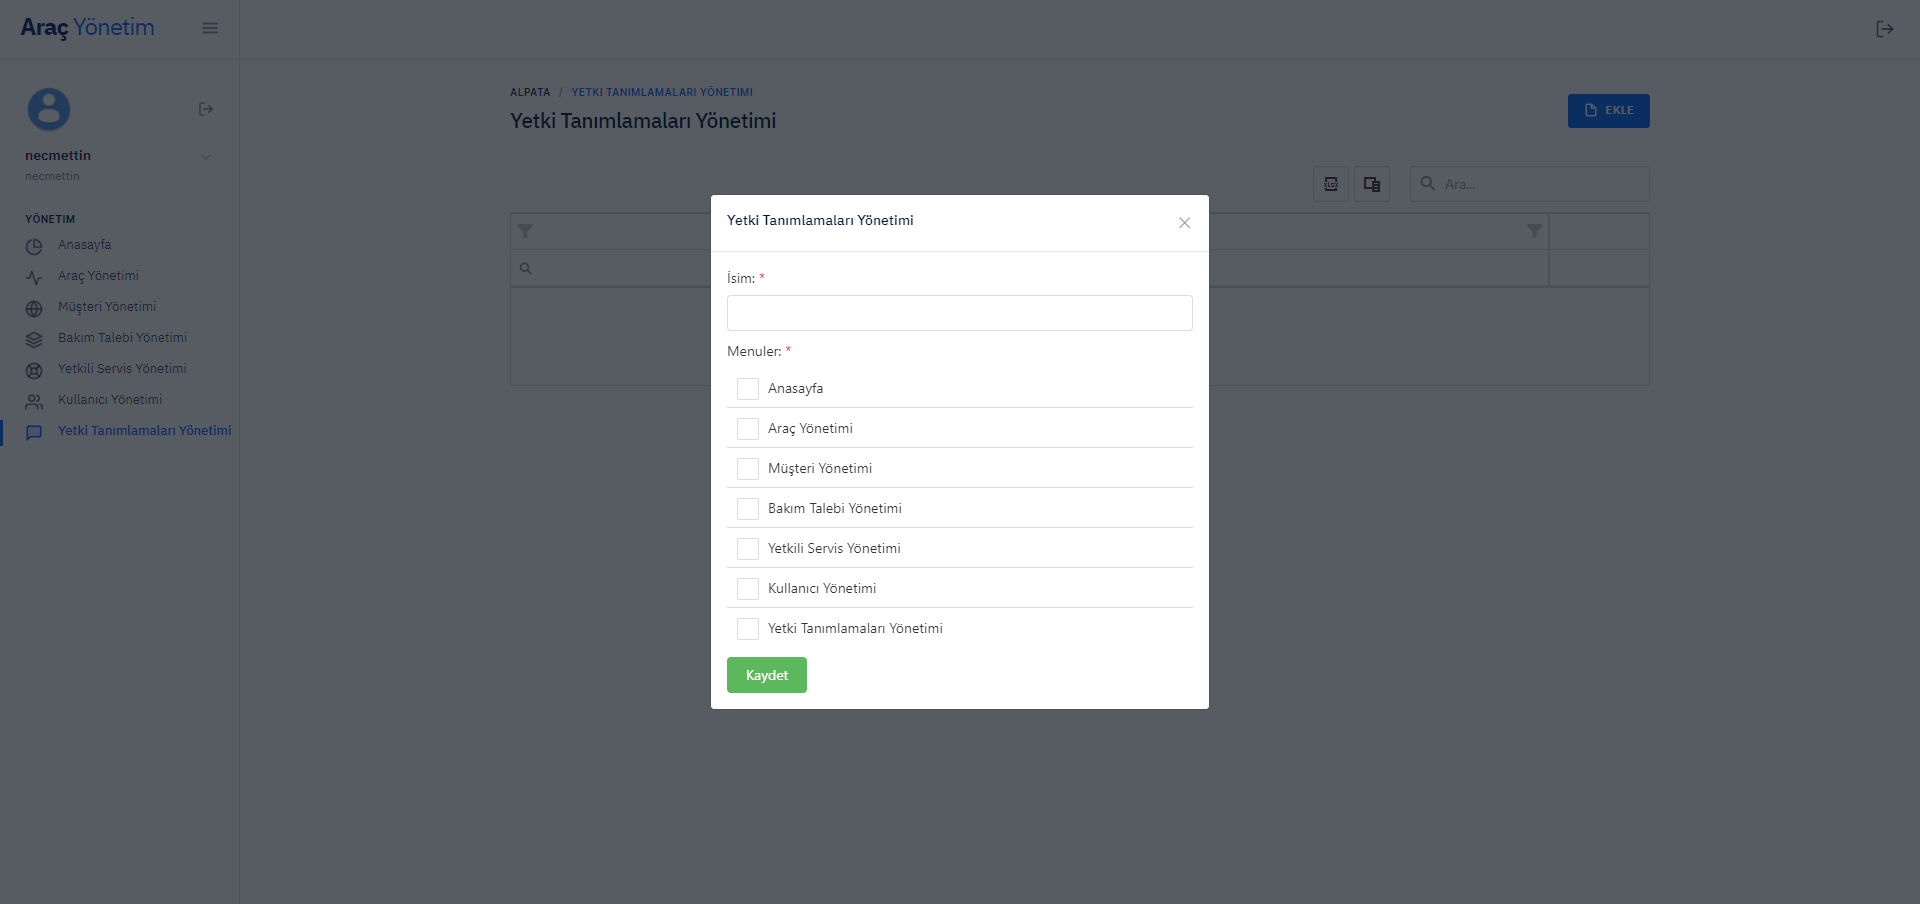 Araç Yönetim
necmettin
necmettin
YÖNETIM
Anasayfa
Araç Yönetimi
Müşteri Yönetimi
Bakım Talebi Yönetimi
Yetkili Servis Yönetimi
Kullanıcı Yönetimi
Yetki Tanımlamaları Yönetimi
ALPATA / YETKI TANIMLAMALARI YÖNETIMI
Yetki Tanımlamaları Yönetimi
EKLE
Ara...
Yetki Tanımlamaları Yönetimi
İsim: *
Menuler: *
Anasayfa
Araç Yönetimi
Müşteri Yönetimi
Bakım Talebi Yönetimi
Yetkili Servis Yönetimi
Kullanıcı Yönetimi
Yetki Tanımlamaları Yönetimi
Kaydet